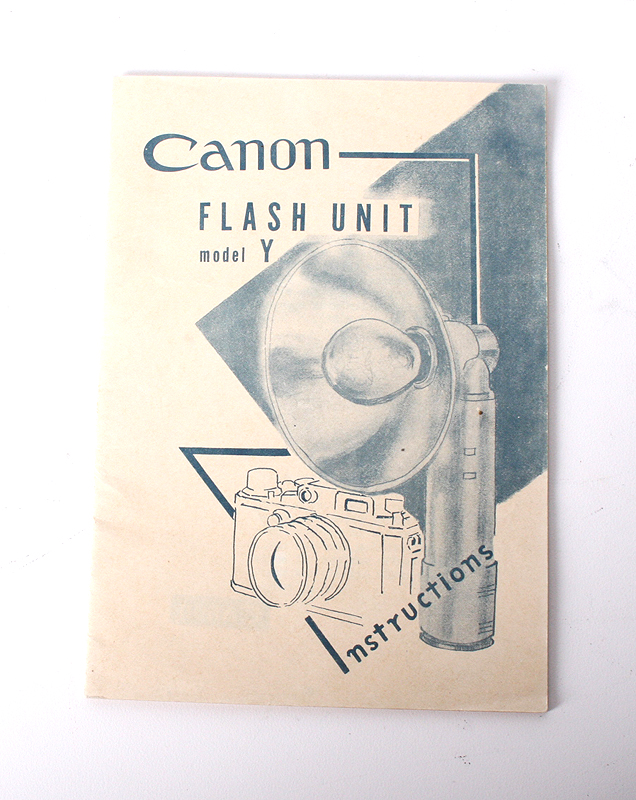 Canon
FLASH UNIT
model Y
Instructions